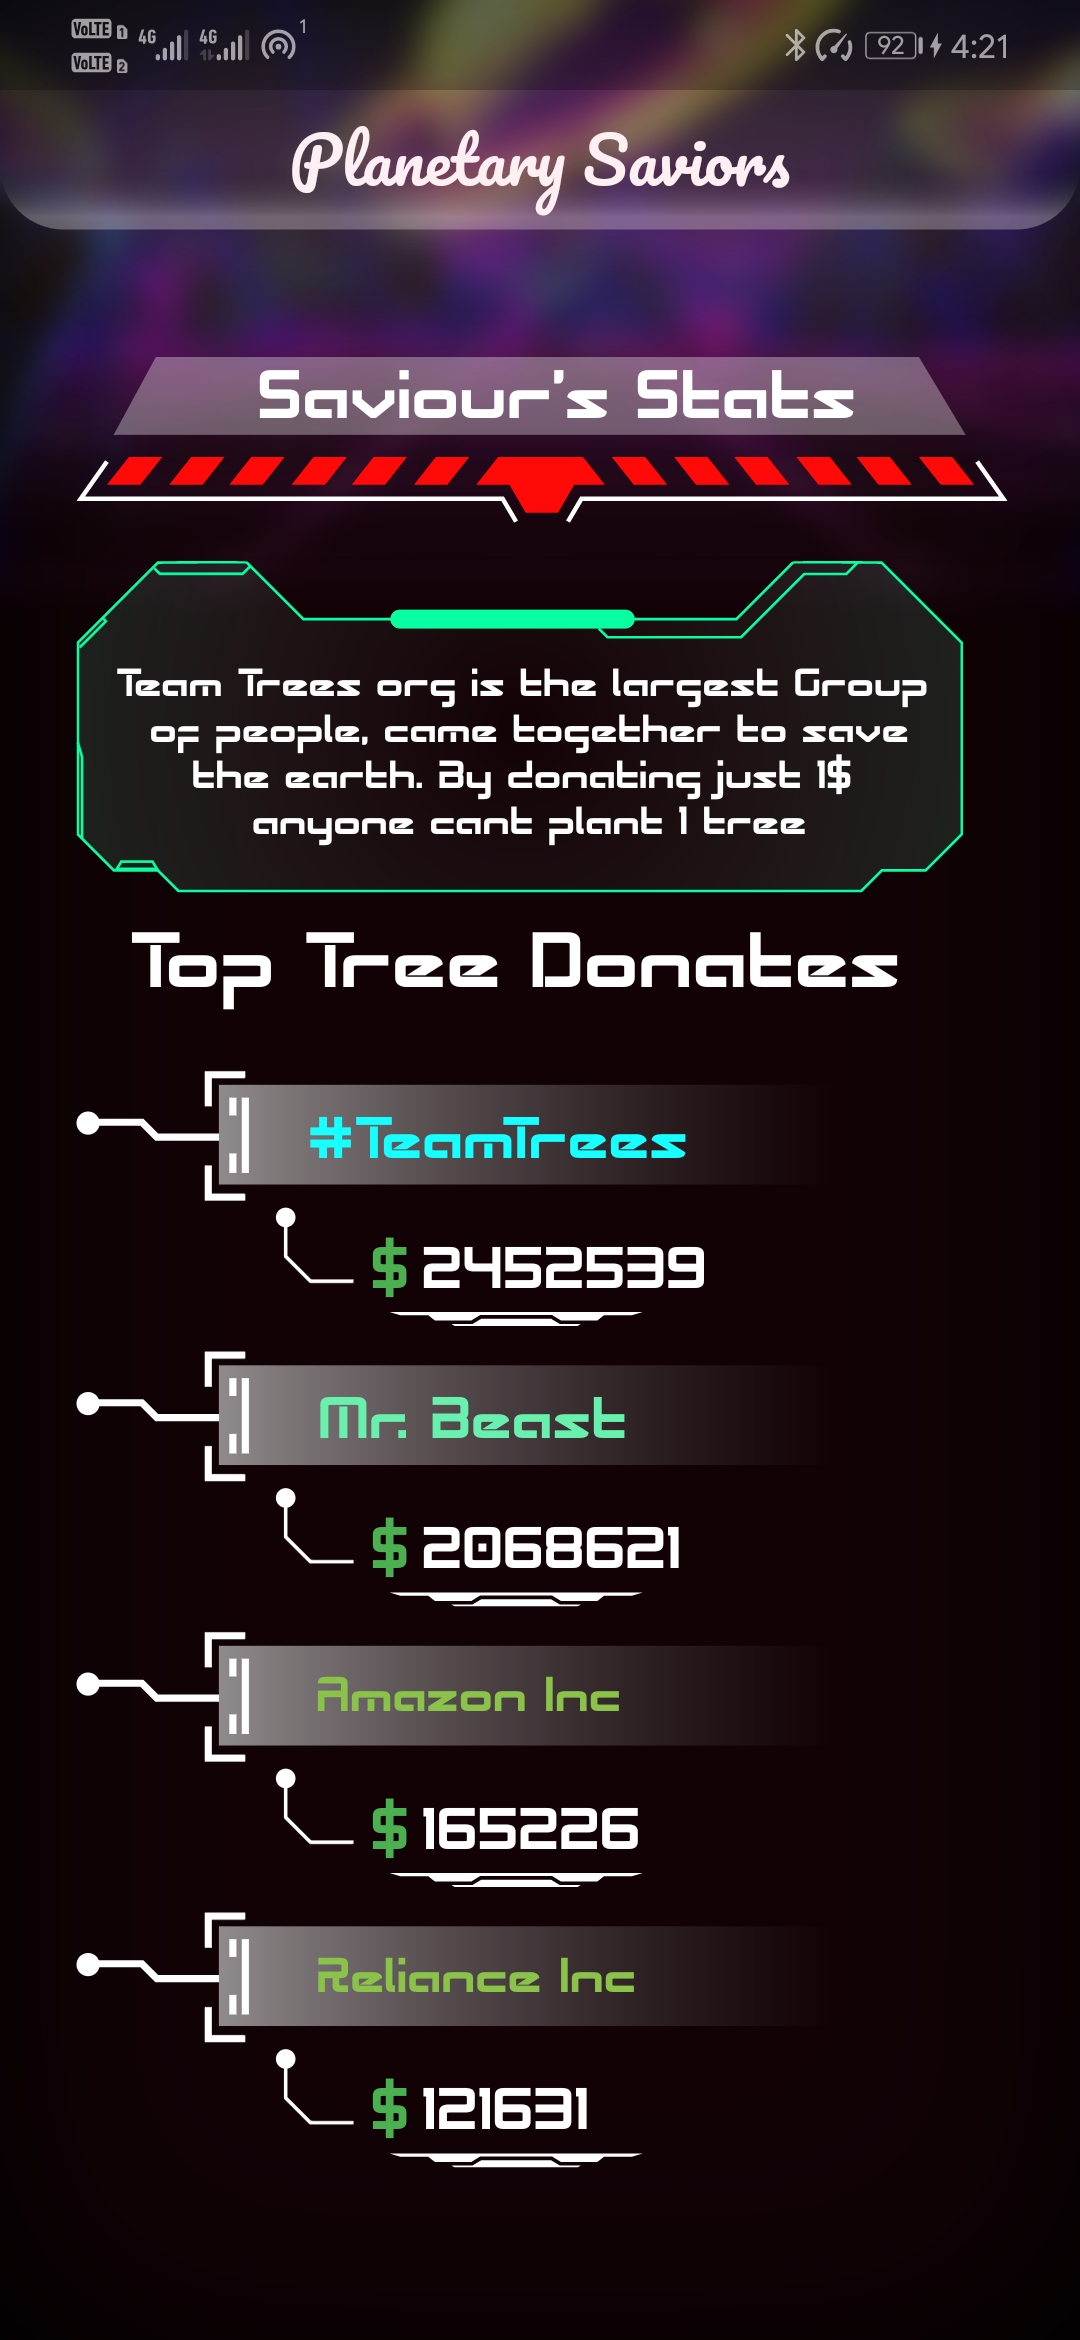 VoLTE 1 4G 4G 1 92 4:21
VoLTE 2
Planetary Saviors
Saviour's Stats
Team Trees org is the largest Group
of people, came together to save
the earth. By donating just 1$
anyone cant plant 1 tree
Top Tree Donates
#TeamTrees
$ 2452539
Mr. Beast
$ 2068621
Amazon Inc
$ 165226
Reliance Inc
$ 121631